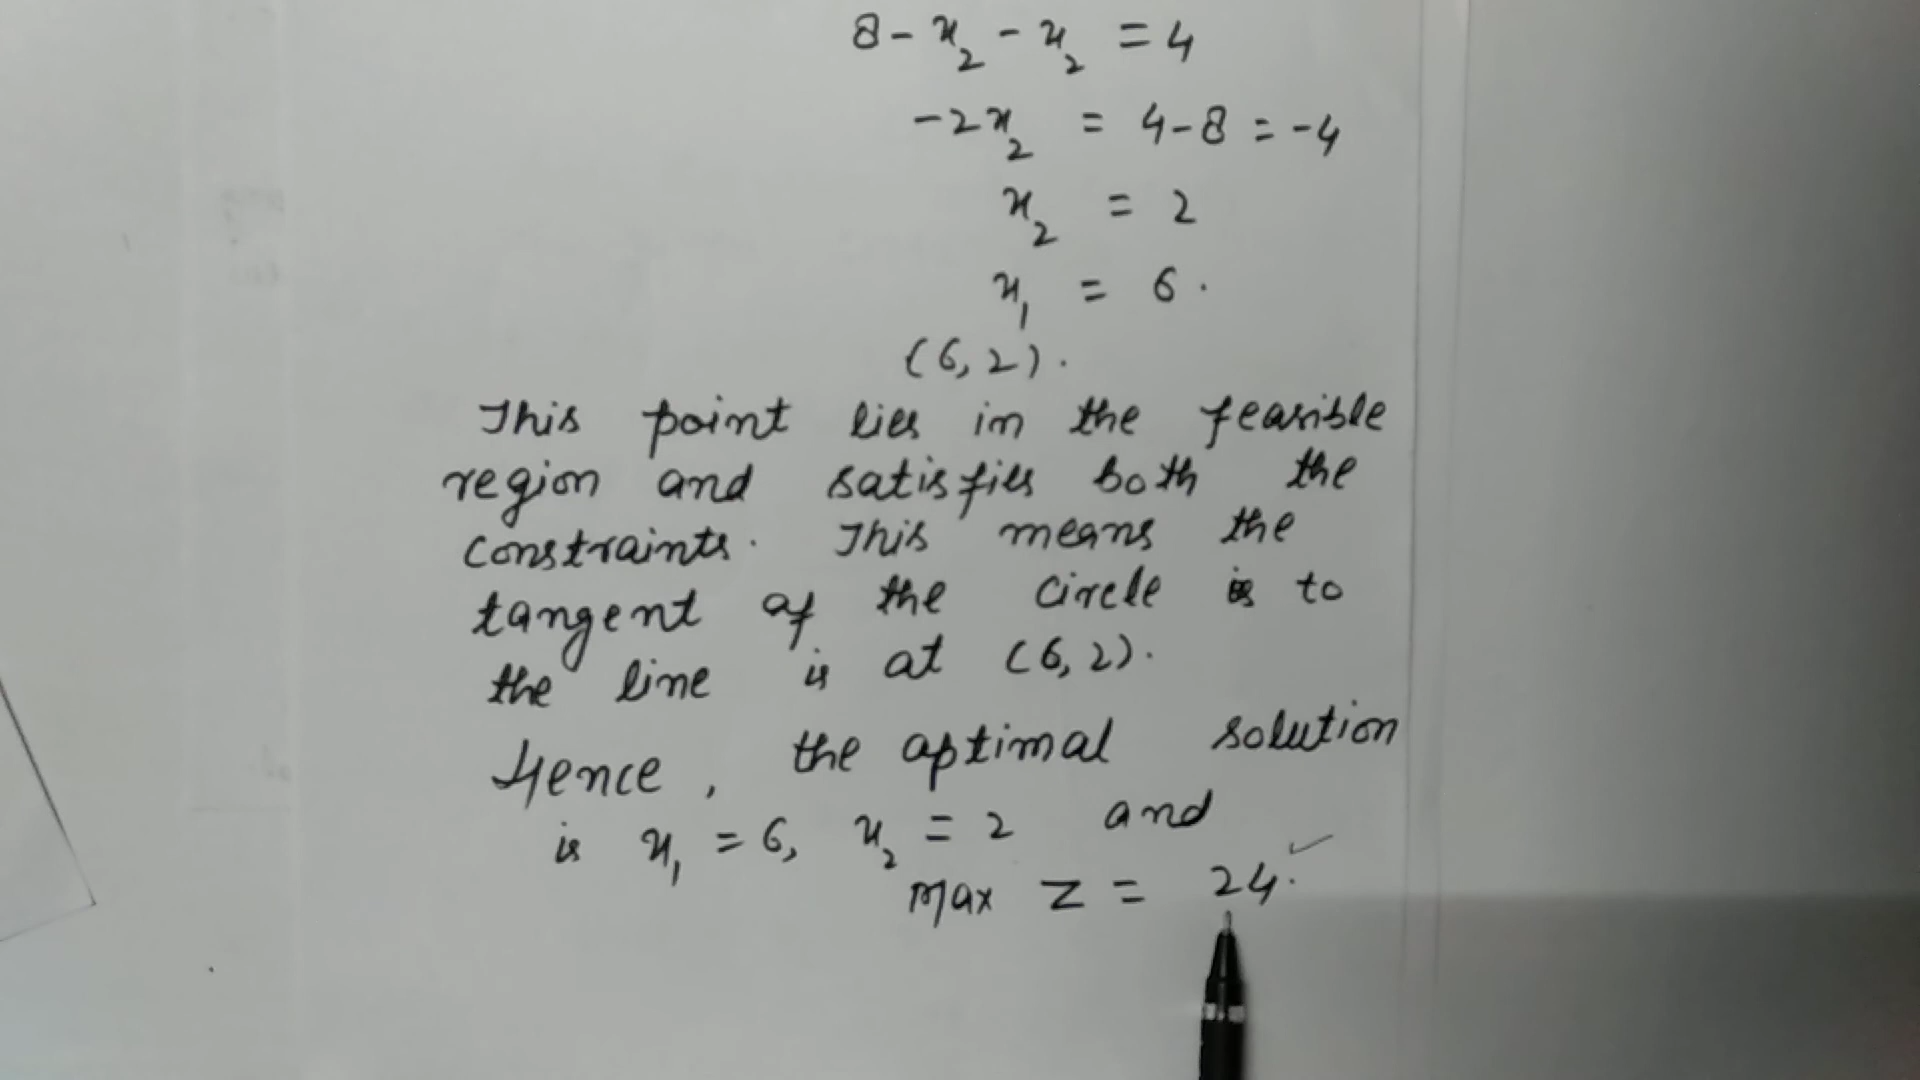 8 - x₂ - x₂ = 4
-2x₂ = 4-8 = -4
x₂ = 2
x₁ = 6.
(6,2).
This point lies in the feasible
region and satisfies both the
constraints. This means the
tangent of the circle is to
the line is at (6,2).
Hence, the optimal solution
is x₁ = 6, x₂ = 2 and
Max Z = 24.